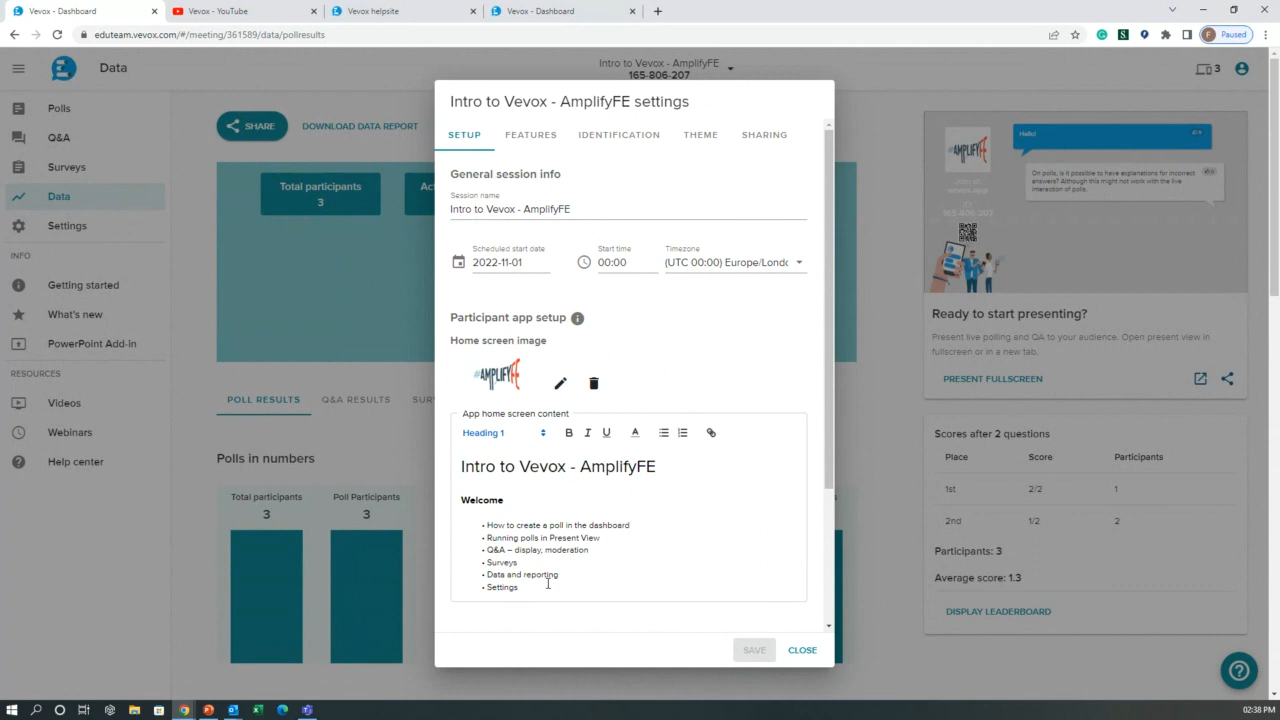 Vevox - Dashboard
Vevox - YouTube
Vevox helpsite
Vevox - Dashboard
eduteam.vevox.com/#/meeting/361589/data/pollresults
Paused
Data
Intro to Vevox - AmplifyFE
165-806-207
3
Polls
Q&A
Surveys
Data
Settings
INFO
Getting started
What's new
PowerPoint Add-in
RESOURCES
Videos
Webinars
Help center
SHARE
DOWNLOAD DATA REPORT
Total participants
3
POLL RESULTS
Q&A RESULTS
Polls in numbers
Total participants
3
Poll Participants
3
Intro to Vevox - AmplifyFE settings
SETUP
FEATURES
IDENTIFICATION
THEME
SHARING
General session info
Session name
Intro to Vevox - AmplifyFE
Scheduled start date
2022-11-01
Start time
00:00
Timezone
(UTC 00:00) Europe/Londc
Participant app setup
Home screen image
#AMPLIFYFE
App home screen content
Heading 1
B I U A
Intro to Vevox - AmplifyFE
Welcome
• How to create a poll in the dashboard
• Running polls in Present View
• Q&A – display, moderation
• Surveys
• Data and reporting
• Settings
SAVE
CLOSE
#AMPLIFYFE
165-806-207
Hello!
On polls, is it possible to have explanations for incorrect
answers? Although this might not work with the live
interaction of polls.
Ready to start presenting?
Present live polling and QA to your audience. Open present view in
fullscreen or in a new tab.
PRESENT FULLSCREEN
Scores after 2 questions
Place Score Participants
1st 2/2 1
2nd 1/2 2
Participants: 3
Average score: 1.3
DISPLAY LEADERBOARD
02:38 PM